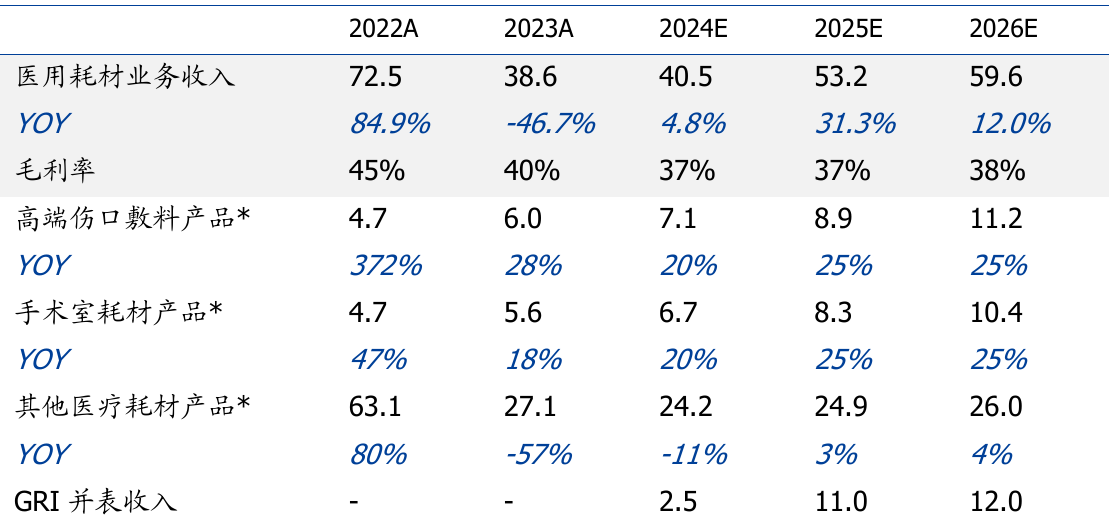 2022A 2023A 2024E 2025E 2026E
医用耗材业务收入 72.5 38.6 40.5 53.2 59.6
YOY 84.9% -46.7% 4.8% 31.3% 12.0%
毛利率 45% 40% 37% 37% 38%
高端伤口敷料产品* 4.7 6.0 7.1 8.9 11.2
YOY 372% 28% 20% 25% 25%
手术室耗材产品* 4.7 5.6 6.7 8.3 10.4
YOY 47% 18% 20% 25% 25%
其他医疗耗材产品* 63.1 27.1 24.2 24.9 26.0
YOY 80% -57% -11% 3% 4%
GRI 并表收入 - - 2.5 11.0 12.0